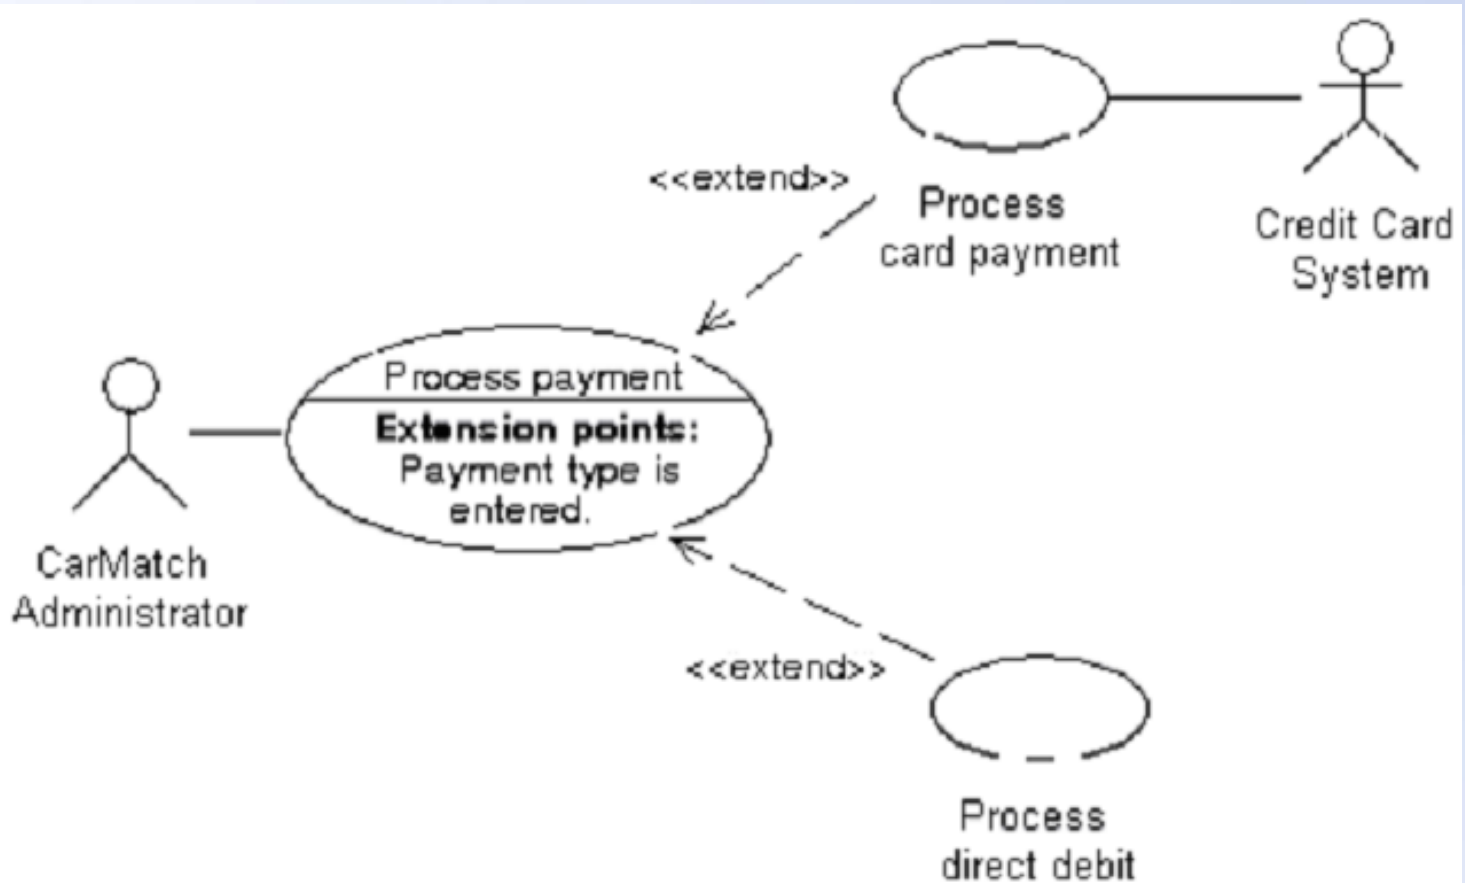 <<extend>>
Process
card payment
Credit Card
System
Process payment
Extension points:
Payment type is
entered.
CarMatch
Administrator
<<extend>>
Process
direct debit